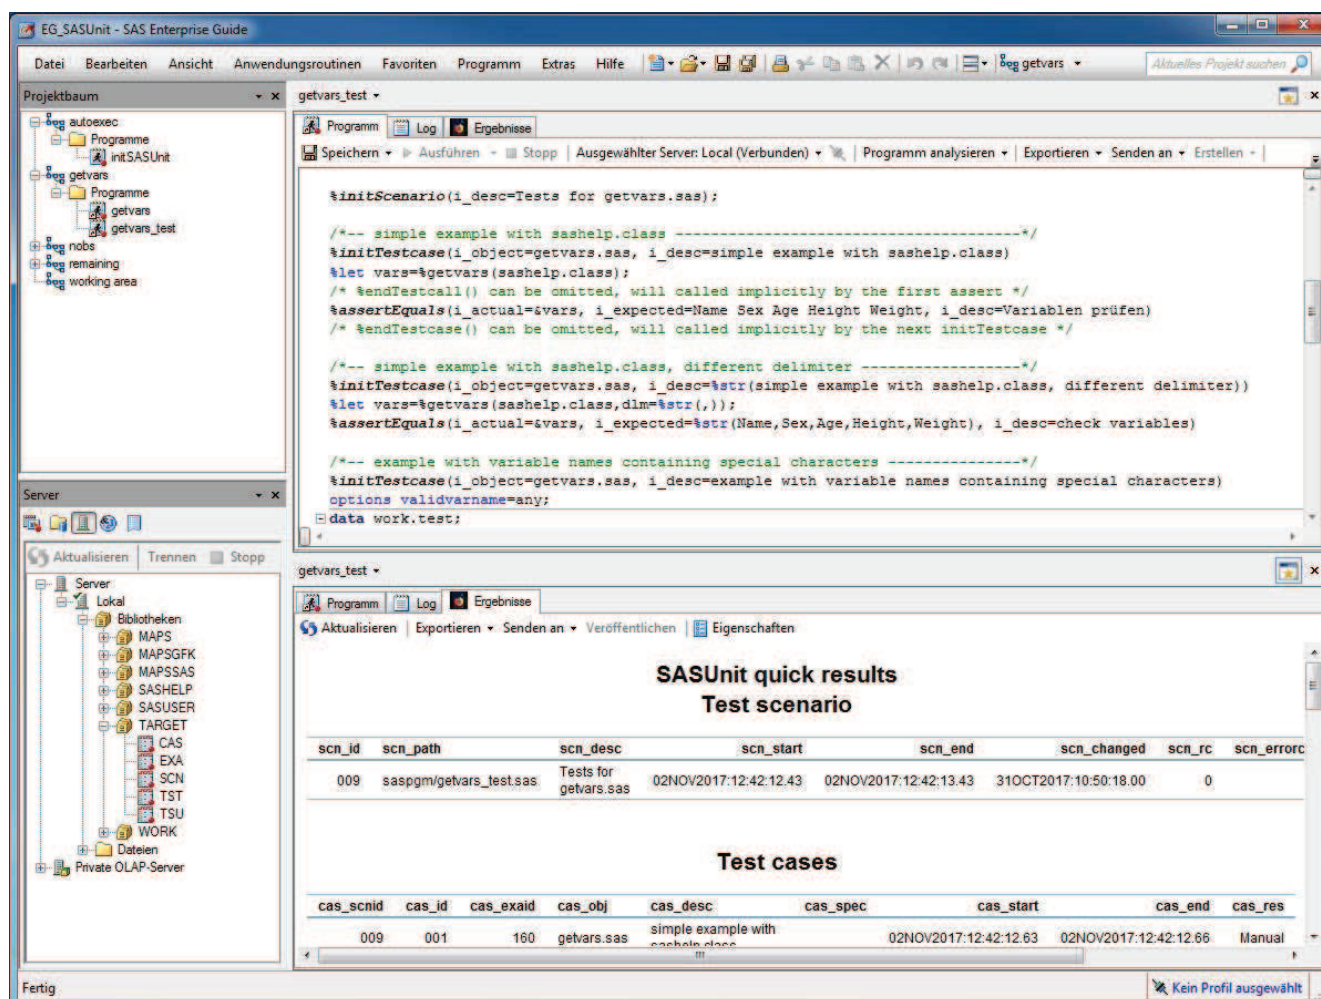 EG_SASUnit - SAS Enterprise Guide
Datei Bearbeiten Ansicht Anwendungsroutinen Favoriten Programm Extras Hilfe getvars Aktuelles Projekt suchen
Projektbaum
autoexec
Programme
initSASUnit
getvars
Programme
getvars
getvars_test
nobs
remaining
working area
getvars_test
Programm Log Ergebnisse
Speichern Ausführen Stopp Ausgewählter Server: Local (Verbunden) Programm analysieren Exportieren Senden an Erstellen
%initScenario(i_desc=Tests for getvars.sas);
/*-- simple example with sashelp.class ---------------------------------------*/
%initTestcase(i_object=getvars.sas, i_desc=simple example with sashelp.class)
%let vars=%getvars(sashelp.class);
/* %endTestcall() can be omitted, will called implicitly by the first assert */
%assertEquals(i_actual=&vars, i_expected=Name Sex Age Height Weight, i_desc=Variablen prüfen)
/* %endTestcase() can be omitted, will called implicitly by the next initTestcase */
/*-- simple example with sashelp.class, different delimiter ------------------*/
%initTestcase(i_object=getvars.sas, i_desc=%str(simple example with sashelp.class, different delimiter))
%let vars=%getvars(sashelp.class,dlm=%str(,));
%assertEquals(i_actual=&vars, i_expected=%str(Name,Sex,Age,Height,Weight), i_desc=check variables)
/*-- example with variable names containing special characters ---------------*/
%initTestcase(i_object=getvars.sas, i_desc=example with variable names containing special characters)
options validvarname=any;
data work.test;
Server
Aktualisieren Trennen Stopp
Server
Lokal
Bibliotheken
MAPS
MAPSGFK
MAPSSAS
SASHELP
SASUSER
TARGET
CAS
EXA
SCN
TST
TSU
WORK
Dateien
Private OLAP-Server
getvars_test
Programm Log Ergebnisse
Aktualisieren Exportieren Senden an Veröffentlichen Eigenschaften
SASUnit quick results
Test scenario
scn_id scn_path scn_desc scn_start scn_end scn_changed scn_rc scn_errorc
009 saspgm/getvars_test.sas Tests for getvars.sas 02NOV2017:12:42:12.43 02NOV2017:12:42:13.43 31OCT2017:10:50:18.00 0
Test cases
cas_scnid cas_id cas_exaid cas_obj cas_desc cas_spec cas_start cas_end cas_res
009 001 160 getvars.sas simple example with sashelp.class 02NOV2017:12:42:12.63 02NOV2017:12:42:12.66 Manual
Fertig
Kein Profil ausgewählt